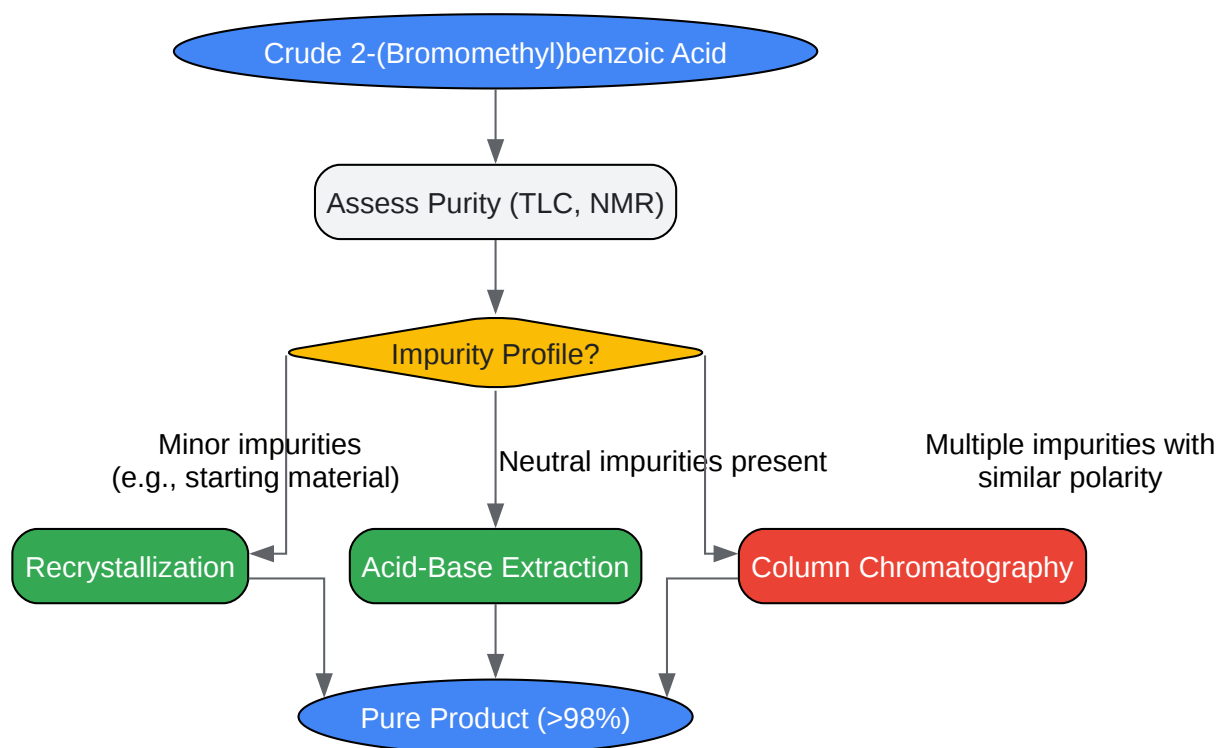 Crude 2-(Bromomethyl)benzoic Acid
Assess Purity (TLC, NMR)
Impurity Profile?
Minor impurities
(e.g., starting material)
Neutral impurities present
Multiple impurities with
similar polarity
Recrystallization
Acid-Base Extraction
Column Chromatography
Pure Product (>98%)